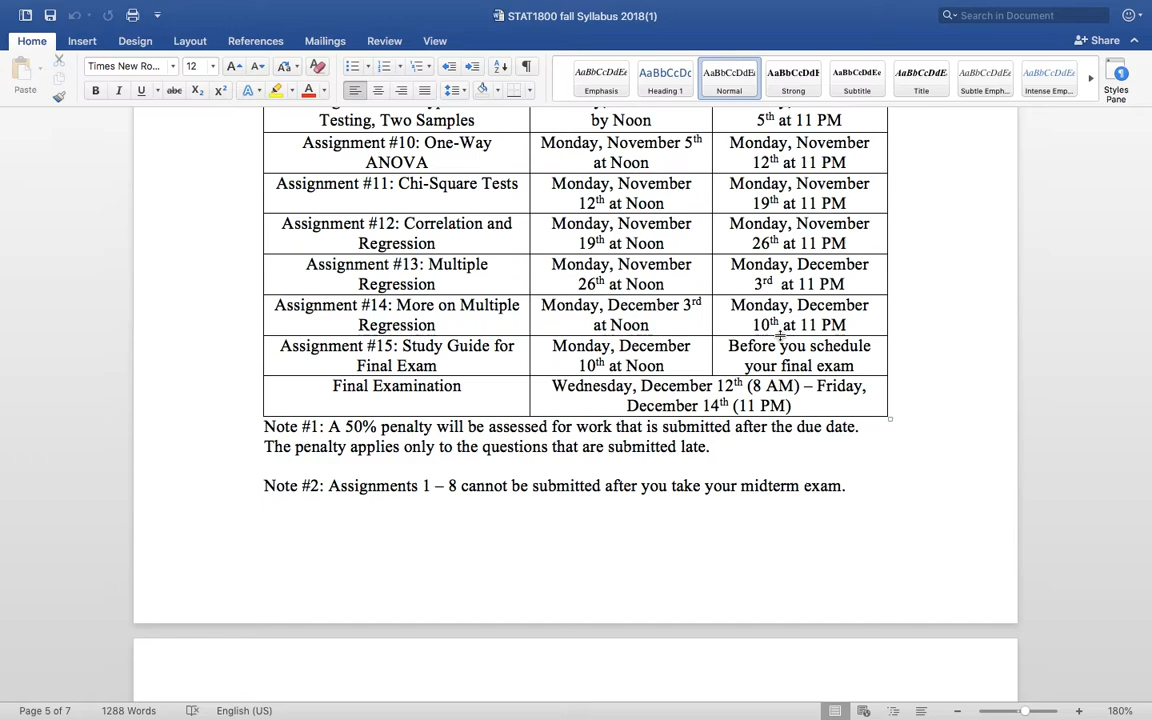 STAT1800 fall Syllabus 2018(1)
Search in Document
Home Insert Design Layout References Mailings Review View
Share
Paste
Times New Ro... 12
B I U abc X2 X2
AaBbCcDdEe AaBbCcDc AaBbCcDdEe AaBbCcDdE AaBbCcDdEe AaBbCcDdE AaBbCcDdEe AaBbCcDdEe
Emphasis Heading 1 Normal Strong Subtitle Title Subtle Emph... Intense Emp...
Styles
Pane
Testing, Two Samples
by Noon
5th at 11 PM
Assignment #10: One-Way
ANOVA
Monday, November 5th
at Noon
Monday, November
12th at 11 PM
Assignment #11: Chi-Square Tests
Monday, November
12th at Noon
Monday, November
19th at 11 PM
Assignment #12: Correlation and
Regression
Monday, November
19th at Noon
Monday, November
26th at 11 PM
Assignment #13: Multiple
Regression
Monday, November
26th at Noon
Monday, December
3rd at 11 PM
Assignment #14: More on Multiple
Regression
Monday, December 3rd
at Noon
Monday, December
10th at 11 PM
Assignment #15: Study Guide for
Final Exam
Monday, December
10th at Noon
Before you schedule
your final exam
Final Examination
Wednesday, December 12th (8 AM) – Friday,
December 14th (11 PM)
Note #1: A 50% penalty will be assessed for work that is submitted after the due date.
The penalty applies only to the questions that are submitted late.
Note #2: Assignments 1 – 8 cannot be submitted after you take your midterm exam.
Page 5 of 7 1288 Words English (US) 180%